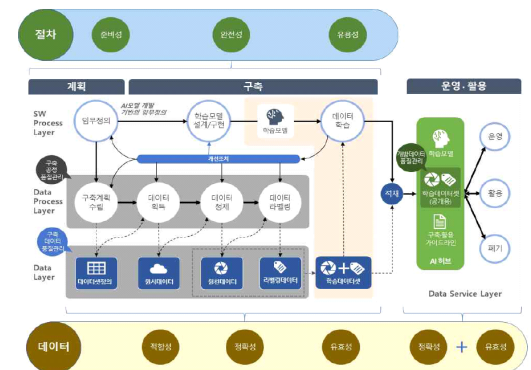 절차
준비성
완전성
유용성
계획
구축
운영·활용
SW
Process
Layer
임무정의
AI모델 개발
기반의 임무정의
학습모델
설계/구현
학습모델
데이터
학습
개선조치
구축
공정
품질관리
Data
Process
Layer
구축계획
수립
데이터
획득
데이터
정제
데이터
라벨링
구축
데이터
품질관리
Data
Layer
데이터셋정의
원시데이터
원천데이터
라벨링데이터
학습데이터셋
적재
개방데이터
품질관리
학습모델
학습데이터셋
(공개용)
구축·활용
가이드라인
AI 허브
운영
활용
폐기
Data Service Layer
데이터
적합성
정확성
유효성
정확성
+
유효성